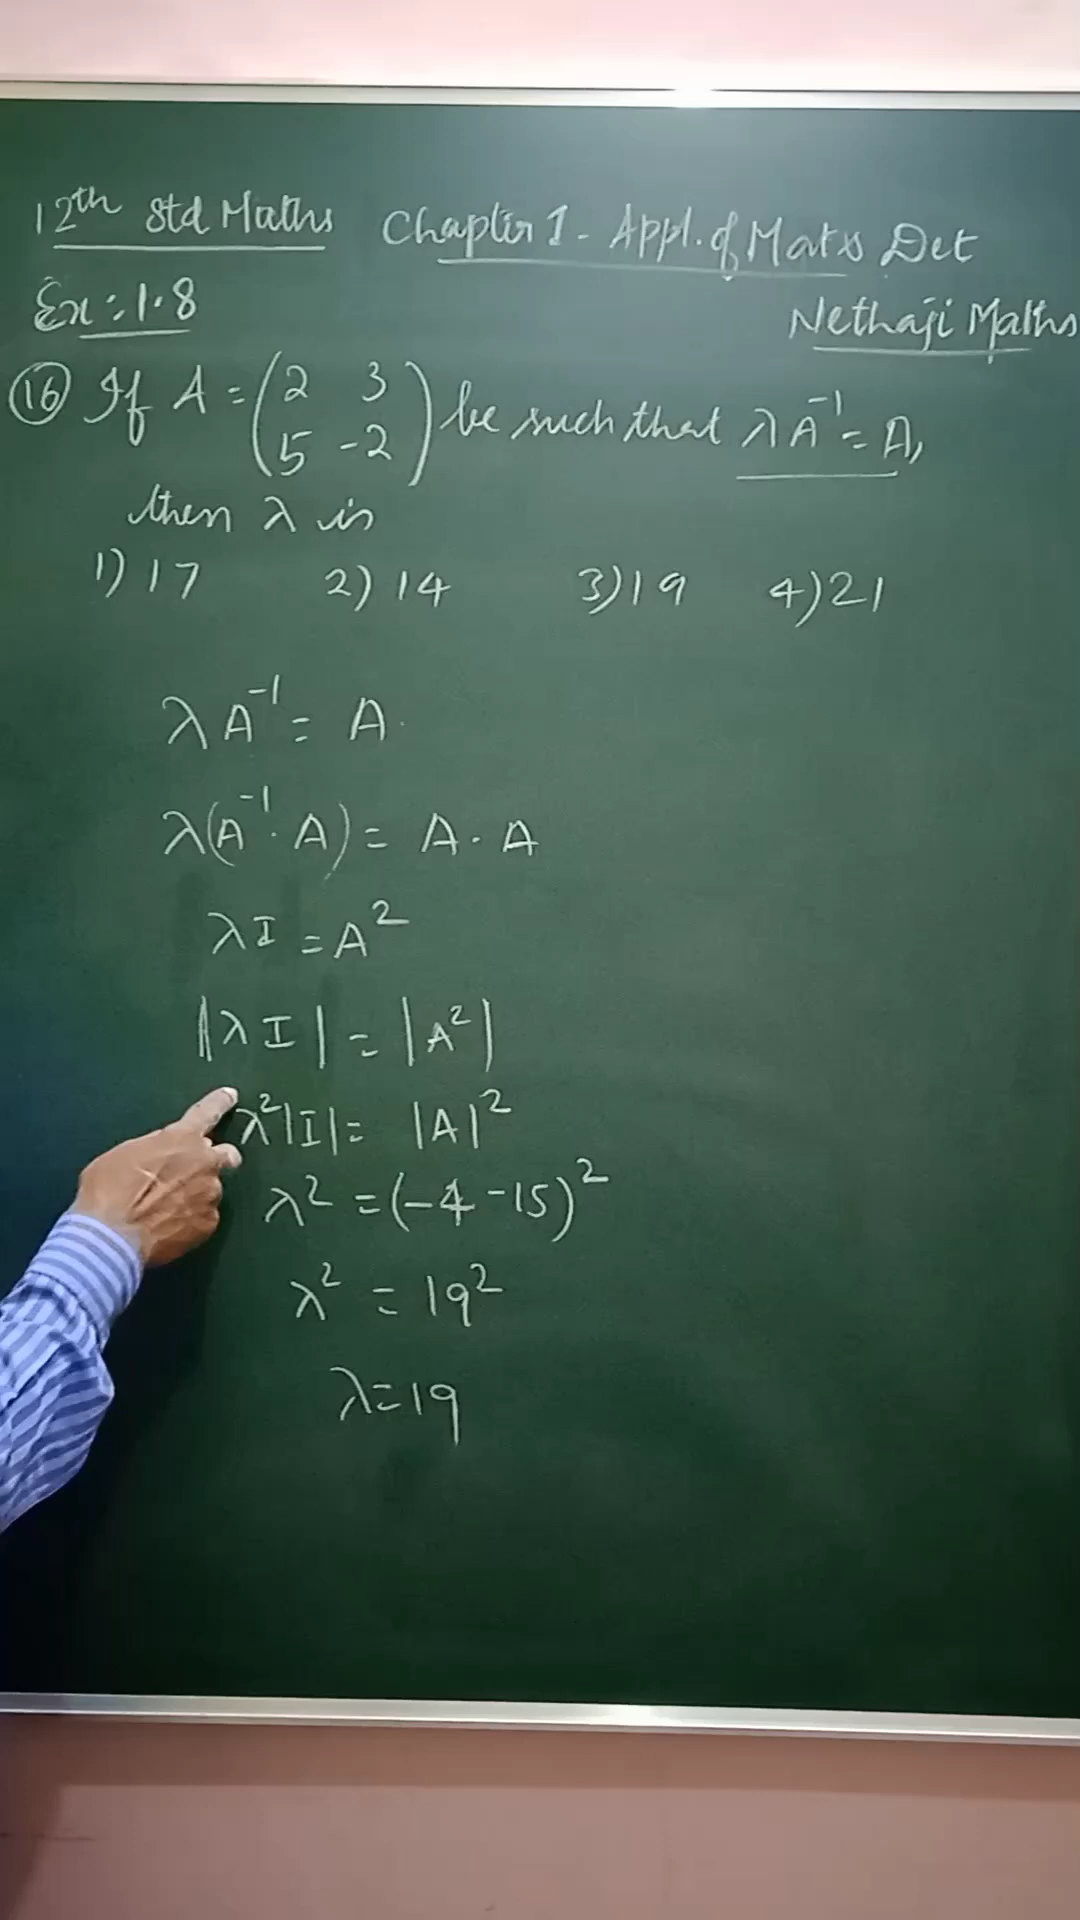 12th Std Maths Chapter 1 - Appl. of Mats Det
Ex: 1.8
Nethaji Maths
(16) If A = (2 3
5 -2) be such that λA⁻¹ = A,
then λ is
1) 17 2) 14 3) 19 4) 21
λA⁻¹ = A.
λ(A⁻¹. A) = A . A
λI = A²
|λI| = |A²|
λ²|I| = |A|²
λ² = (-4 -15)²
λ² = 19²
λ = 19